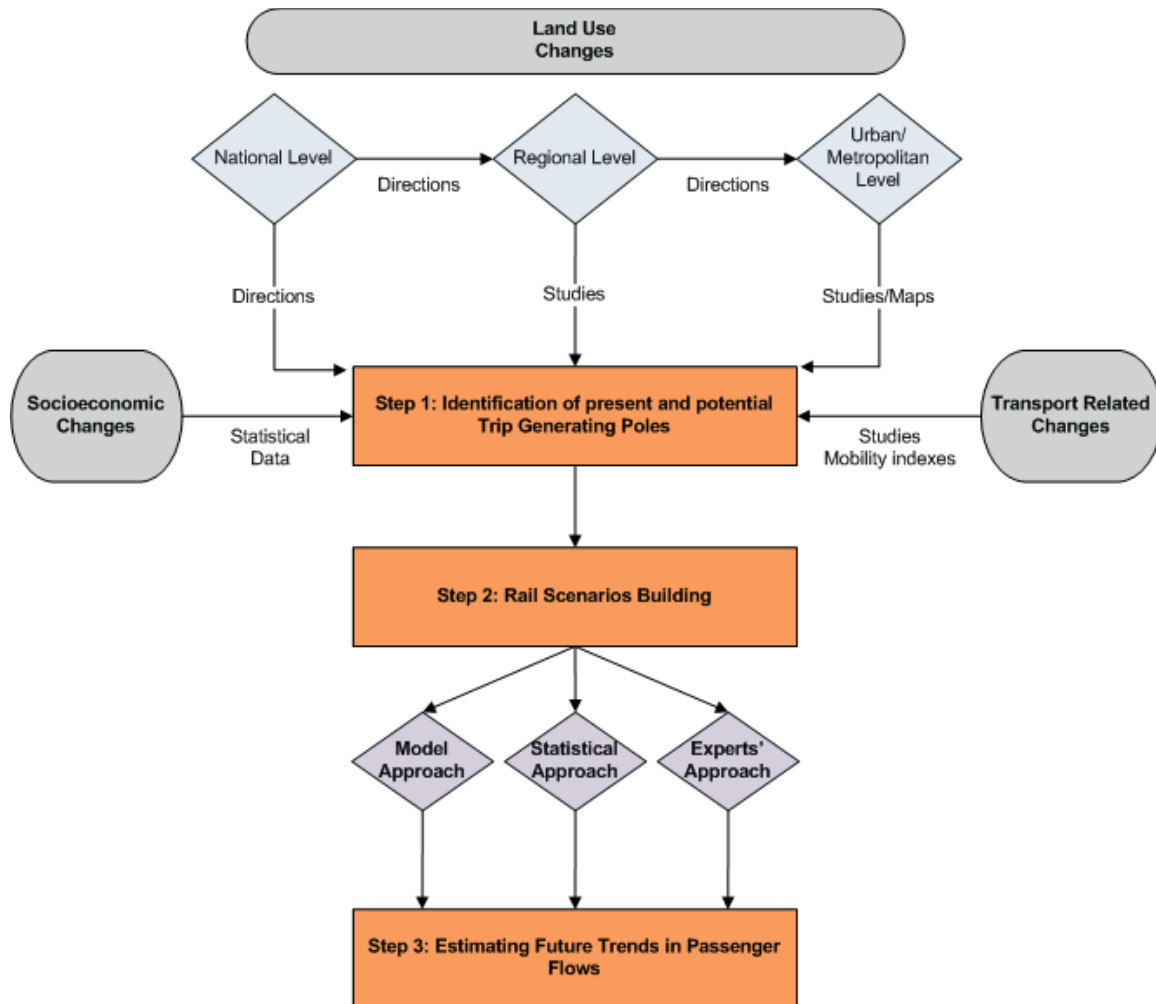 Land Use
Changes
National Level
Regional Level
Urban/
Metropolitan
Level
Directions
Directions
Directions
Studies
Studies/Maps
Socioeconomic
Changes
Statistical
Data
Step 1: Identification of present and potential
Trip Generating Poles
Transport Related
Changes
Studies
Mobility indexes
Step 2: Rail Scenarios Building
Model
Approach
Statistical
Approach
Experts'
Approach
Step 3: Estimating Future Trends in Passenger
Flows